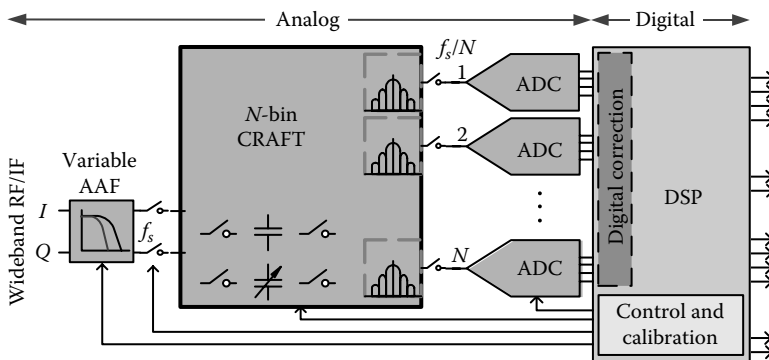 Analog
Digital
Wideband RF/IF
Variable
AAF
I
Q
f_s
N-bin
CRAFT
f_s/N
1
ADC
2
ADC
N
ADC
Digital correction
DSP
Control and
calibration